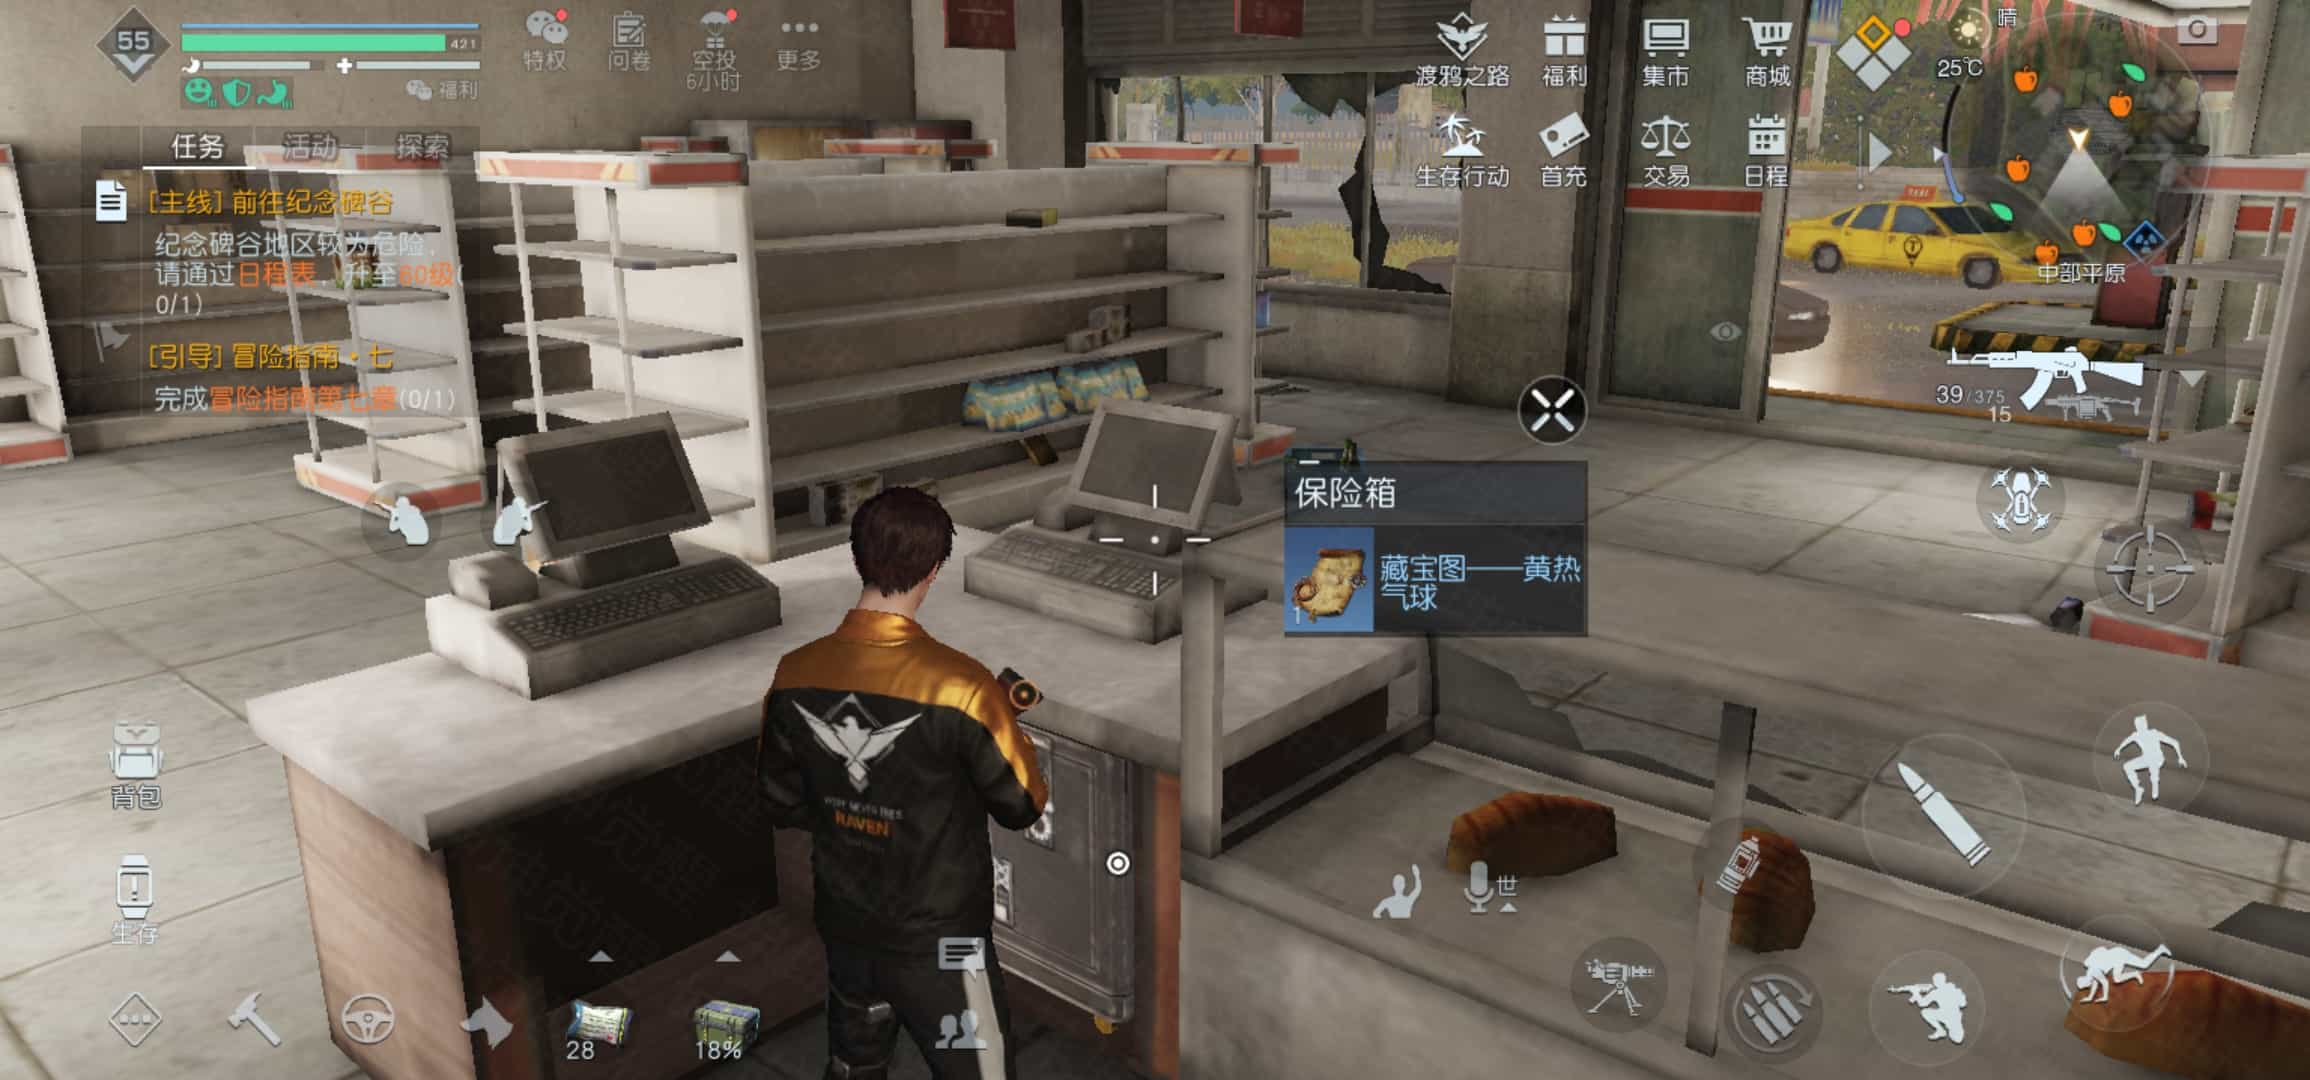 55
421
特权
问卷
空投
6小时
更多
福利
渡鸦之路
福利
集市
商城
生存行动
首充
交易
日程
晴
25℃
中部平原
任务
活动
探索
[主线] 前往纪念碑谷
纪念碑谷地区较为危险,
请通过日程表,升至60级(
0/1)
[引导] 冒险指南·七
完成冒险指南第七章(0/1)
39/375
15
TAXI
保险箱
藏宝图——黄热
气球
1
RAVEN
背包
生存
世
28
18%